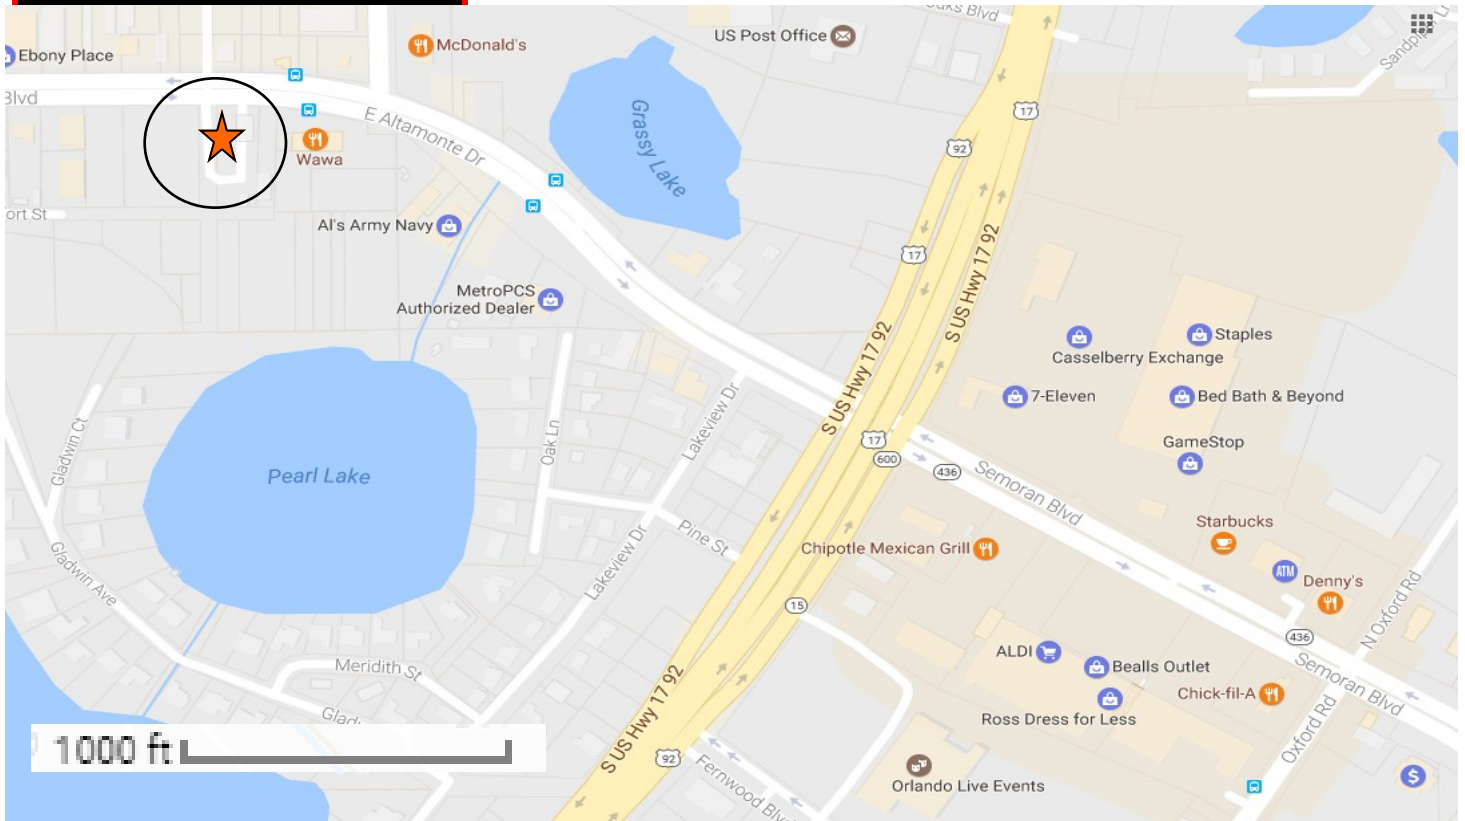 Oaks Blvd
US Post Office
McDonald's
Ebony Place
Sandpiper
17
Blvd
E Altamonte Dr
Grassy Lake
92
Wawa
ort St
Al's Army Navy
17
S US Hwy 17 92
MetroPCS
Authorized Dealer
Staples
Casselberry Exchange
S US Hwy 17 92
7-Eleven
Bed Bath & Beyond
Lakeview Dr
Gladwin Ct
Oak Ln
17
600
436
GameStop
Semoran Blvd
Pearl Lake
Starbucks
Pine St
Chipotle Mexican Grill
Lakeview Dr
Gladwin Ave
ATM
Denny's
15
N Oxford Rd
436
ALDI
Bealls Outlet
Meridith St
Semoran Blvd
Chick-fil-A
Ross Dress for Less
S US Hwy 17 92
Glad
Oxford Rd
1000 ft
92
Fernwood Blv
Orlando Live Events
$